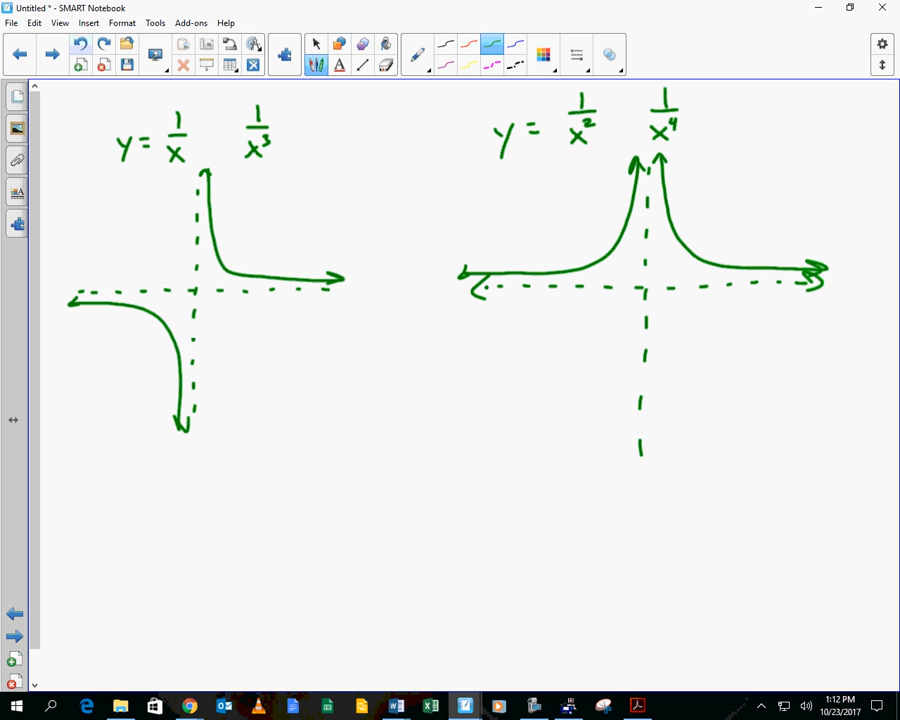 Untitled * - SMART Notebook
File Edit View Insert Format Tools Add-ons Help
y = 1/x 1/x³
y = 1/x² 1/x⁴
1:12 PM
10/23/2017